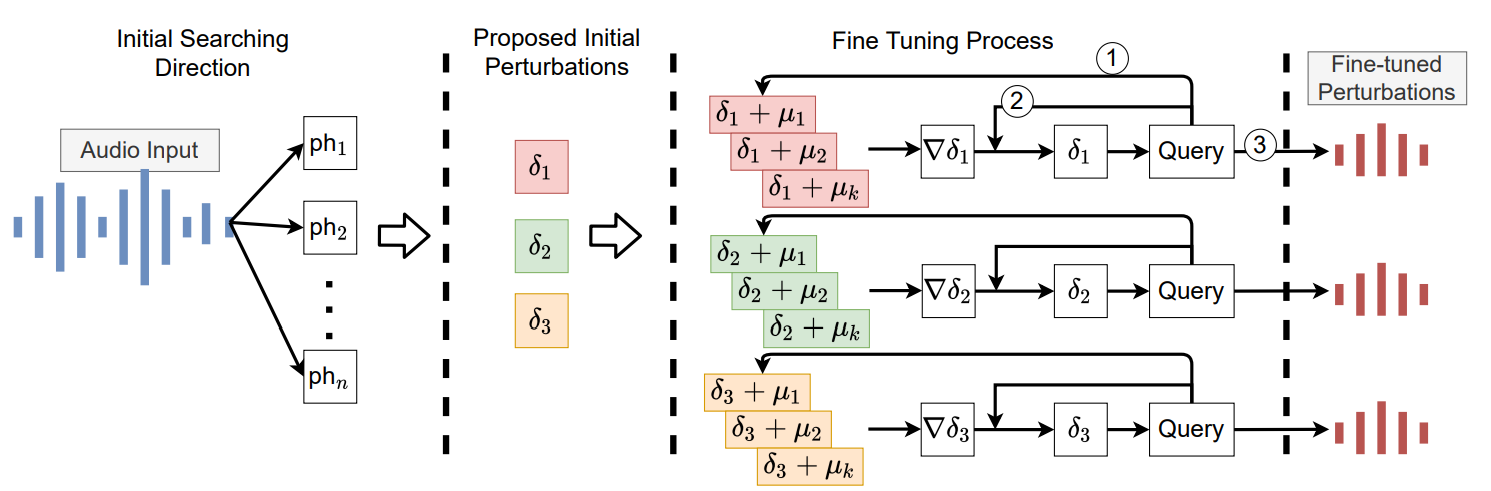 Initial Searching
Direction
Audio Input
ph₁
ph₂
phₙ
Proposed Initial
Perturbations
δ₁
δ₂
δ₃
Fine Tuning Process
①
②
③
δ₁ + μ₁
δ₁ + μ₂
δ₁ + μₖ
∇δ₁
δ₁
Query
δ₂ + μ₁
δ₂ + μ₂
δ₂ + μₖ
∇δ₂
δ₂
Query
δ₃ + μ₁
δ₃ + μ₂
δ₃ + μₖ
∇δ₃
δ₃
Query
Fine-tuned
Perturbations